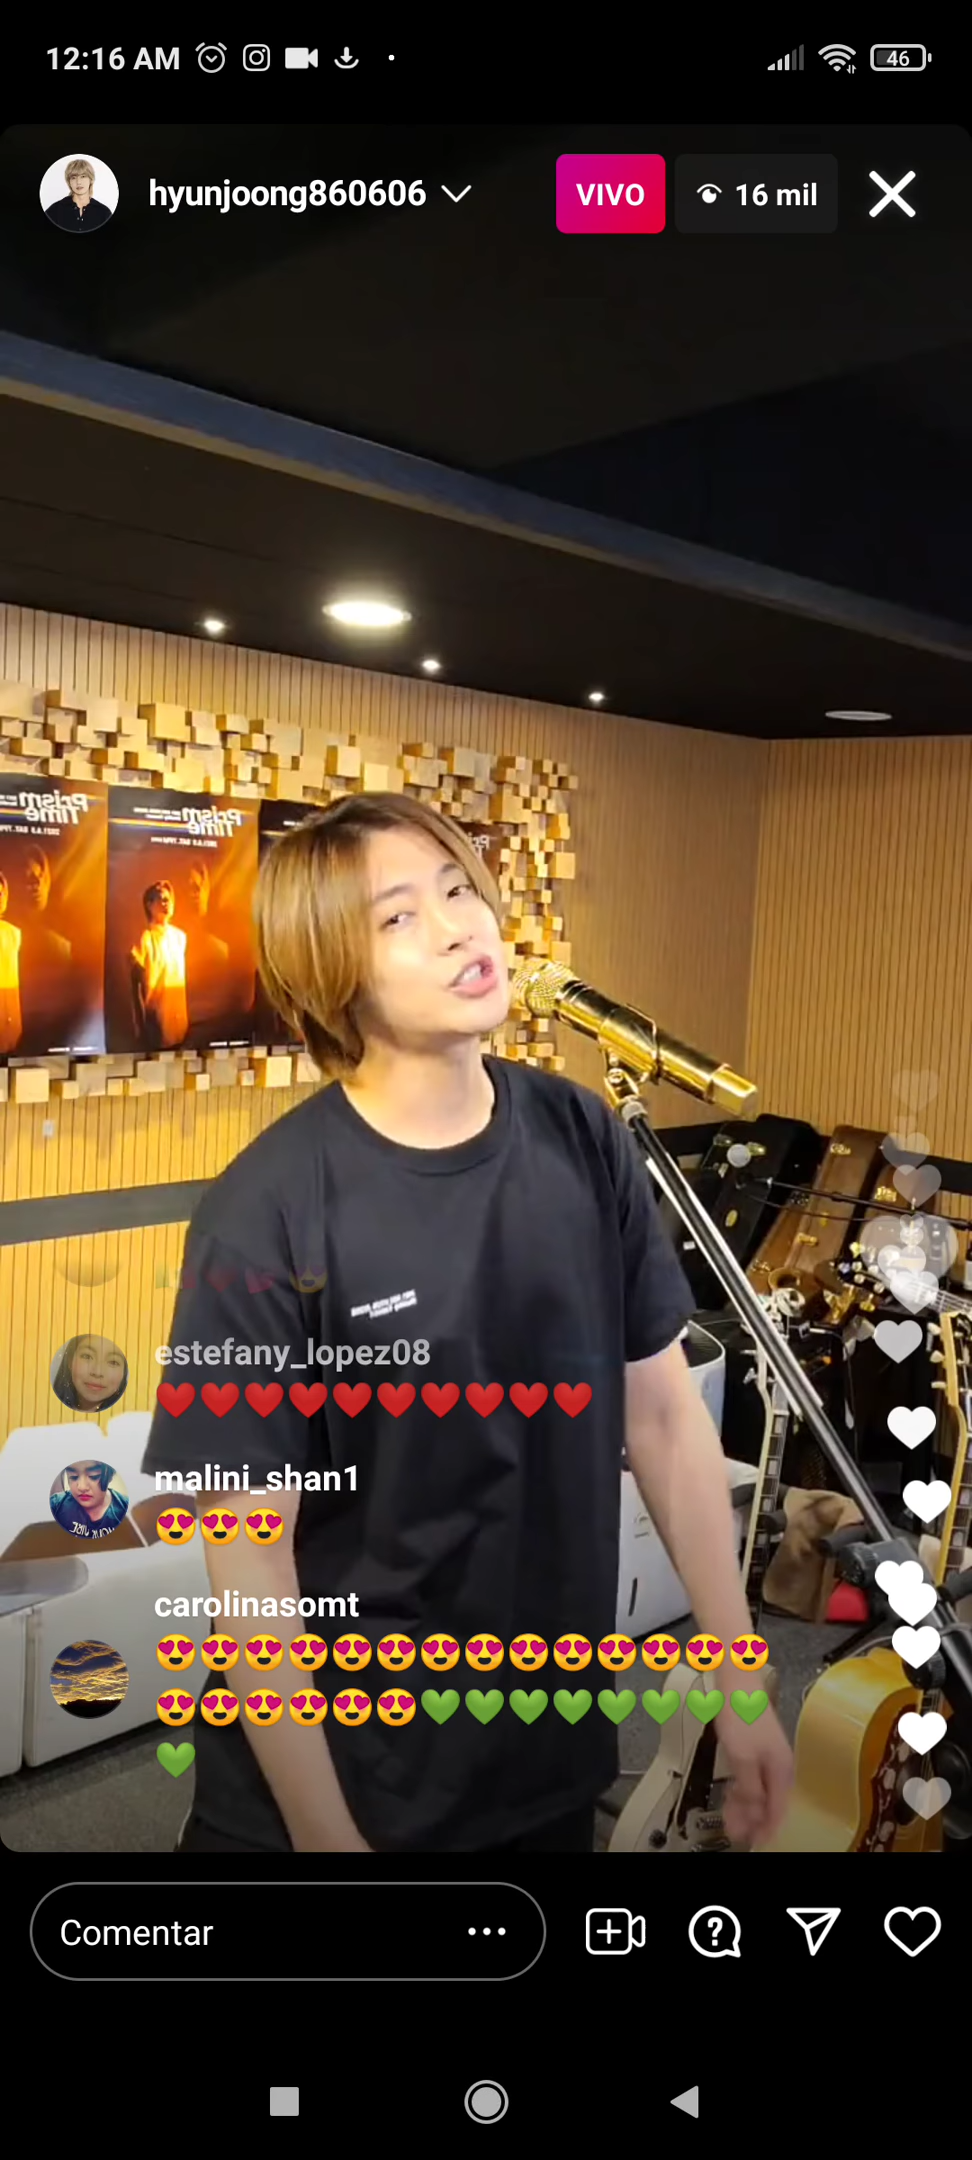 12:16 AM
46
hyunjoong860606
VIVO
16 mil
Prism
Time
Prism
Time
estefany_lopez08
❤️❤️❤️❤️❤️❤️❤️❤️❤️❤️
malini_shan1
😍😍😍
carolinasomt
😍😍😍😍😍😍😍😍😍😍😍😍😍😍
😍😍😍😍😍😍💚💚💚💚💚💚💚💚
💚
Comentar